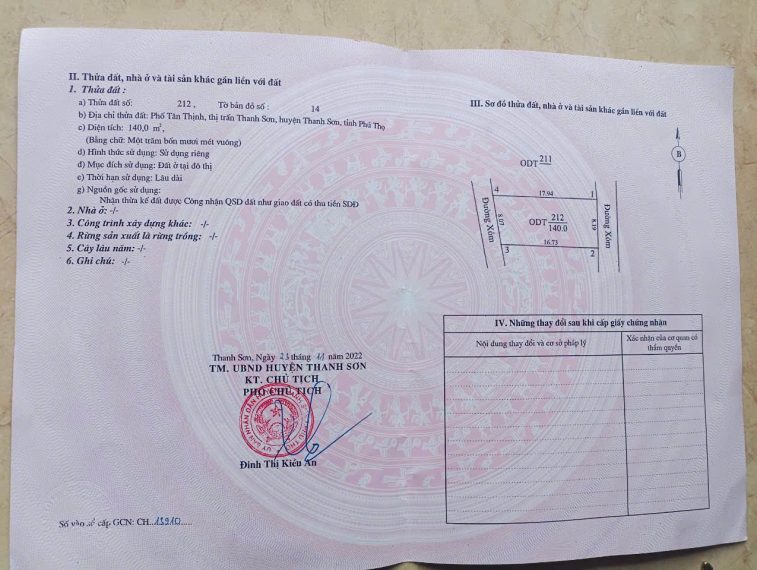 II. Thửa đất, nhà ở và tài sản khác gắn liền với đất
1. Thửa đất :
a) Thửa đất số: 212 , Tờ bản đồ số : 14
b) Địa chỉ thửa đất: Phố Tân Thịnh, thị trấn Thanh Sơn, huyện Thanh Sơn, tỉnh Phú Thọ
c) Diện tích: 140,0 m²,
(Bằng chữ: Một trăm bốn mươi mét vuông)
d) Hình thức sử dụng: Sử dụng riêng
đ) Mục đích sử dụng: Đất ở tại đô thị
e) Thời hạn sử dụng: Lâu dài
g) Nguồn gốc sử dụng:
Nhận thừa kế đất được Công nhận QSD đất như giao đất có thu tiền SDĐ
2. Nhà ở: -/-
3. Công trình xây dựng khác: -/-
4. Rừng sản xuất là rừng trồng: -/-
5. Cây lâu năm: -/-
6. Ghi chú: -/-
Thanh Sơn, Ngày 23 tháng 11 năm 2022
TM. UBND HUYỆN THANH SƠN
KT. CHỦ TỊCH
PHÓ CHỦ TỊCH
Đinh Thị Kiều An
Số vào sổ cấp GCN: CH..13910.....
III. Sơ đồ thửa đất, nhà ở và tài sản khác gắn liền với đất
B
ODT 211
4 17.94 1
Đường Xóm 8.07 ODT 212 8.19 Đường Xóm
140.0
3 16.73 2
IV. Những thay đổi sau khi cấp giấy chứng nhận
Nội dung thay đổi và cơ sở pháp lý
Xác nhận của cơ quan có
thẩm quyền